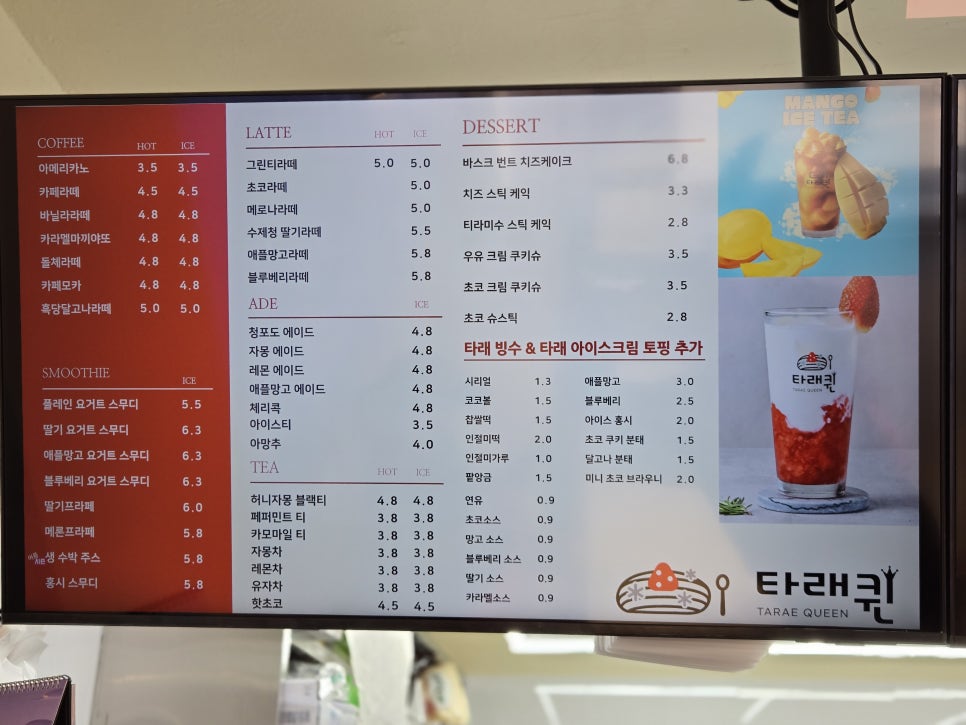 COFFEE HOT ICE
아메리카노 3.5 3.5
카페라떼 4.5 4.5
바닐라라떼 4.8 4.8
카라멜마끼야또 4.8 4.8
돌체라떼 4.8 4.8
카페모카 4.8 4.8
흑당달고나라떼 5.0 5.0
SMOOTHIE ICE
플레인 요거트 스무디 5.5
딸기 요거트 스무디 6.3
애플망고 요거트 스무디 6.3
블루베리 요거트 스무디 6.3
딸기프라페 6.0
메론프라페 5.8
생 수박 주스 5.8
홍시 스무디 5.8
LATTE HOT ICE
그린티라떼 5.0 5.0
초코라떼 5.0
메로나라떼 5.0
수제청 딸기라떼 5.5
애플망고라떼 5.8
블루베리라떼 5.8
ADE ICE
청포도 에이드 4.8
자몽 에이드 4.8
레몬 에이드 4.8
애플망고 에이드 4.8
체리콕 4.8
아이스티 3.5
아망추 4.0
TEA HOT ICE
허니자몽 블랙티 4.8 4.8
페퍼민트 티 3.8 3.8
카모마일 티 3.8 3.8
자몽차 3.8 3.8
레몬차 3.8 3.8
유자차 3.8 3.8
핫초코 4.5 4.5
DESSERT
바스크 번트 치즈케이크 6.8
치즈 스틱 케익 3.3
티라미수 스틱 케익 2.8
우유 크림 쿠키슈 3.5
초코 크림 쿠키슈 3.5
초코 슈스틱 2.8
타래 빙수 & 타래 아이스크림 토핑 추가
시리얼 1.3
코코볼 1.5
찹쌀떡 1.5
인절미떡 2.0
인절미가루 1.0
팥앙금 1.5
연유 0.9
초코소스 0.9
망고 소스 0.9
블루베리 소스 0.9
딸기 소스 0.9
카라멜소스 0.9
애플망고 3.0
블루베리 2.5
아이스 홍시 2.0
초코 쿠키 분태 1.5
달고나 분태 1.5
미니 초코 브라우니 2.0
MANGO
ICE TEA
타래퀸
TARAE QUEEN
타래퀸
TARAE QUEEN